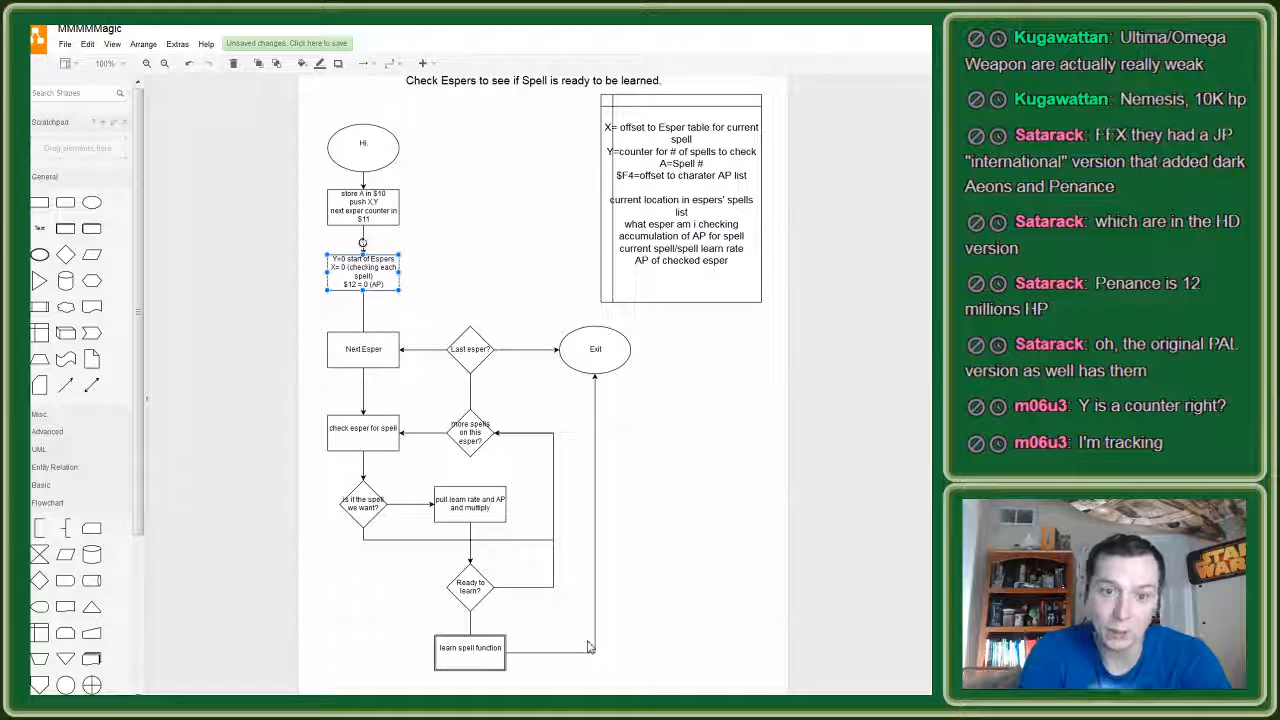 MMMMMagic
File Edit View Arrange Extras Help Unsaved changes. Click here to save
100%
Search Shapes
Scratchpad
Drag elements here
General
Text
Misc
Advanced
UML
Entity Relation
Basic
Flowchart
Check Espers to see if Spell is ready to be learned.
Hi.
store A in $10
push X,Y
next esper counter in
$11
Y=0 start of Espers
X= 0 (checking each
spell)
$12 = 0 (AP)
Next Esper
Last esper?
Exit
check esper for spell
more spells
on this
esper?
is it the spell
we want?
pull learn rate and AP
and multiply
Ready to
learn?
learn spell function
X= offset to Esper table for current
spell
Y=counter for # of spells to check
A=Spell #
$F4=offset to charater AP list
current location in espers' spells
list
what esper am i checking
accumulation of AP for spell
current spell/spell learn rate
AP of checked esper
Kugawattan: Ultima/Omega
Weapon are actually really weak
Kugawattan: Nemesis, 10K hp
Satarack: FFX they had a JP
"international" version that added dark
Aeons and Penance
Satarack: which are in the HD
version
Satarack: Penance is 12
millions HP
Satarack: oh, the original PAL
version as well has them
m06u3: Y is a counter right?
m06u3: I'm tracking
STAR
WARS